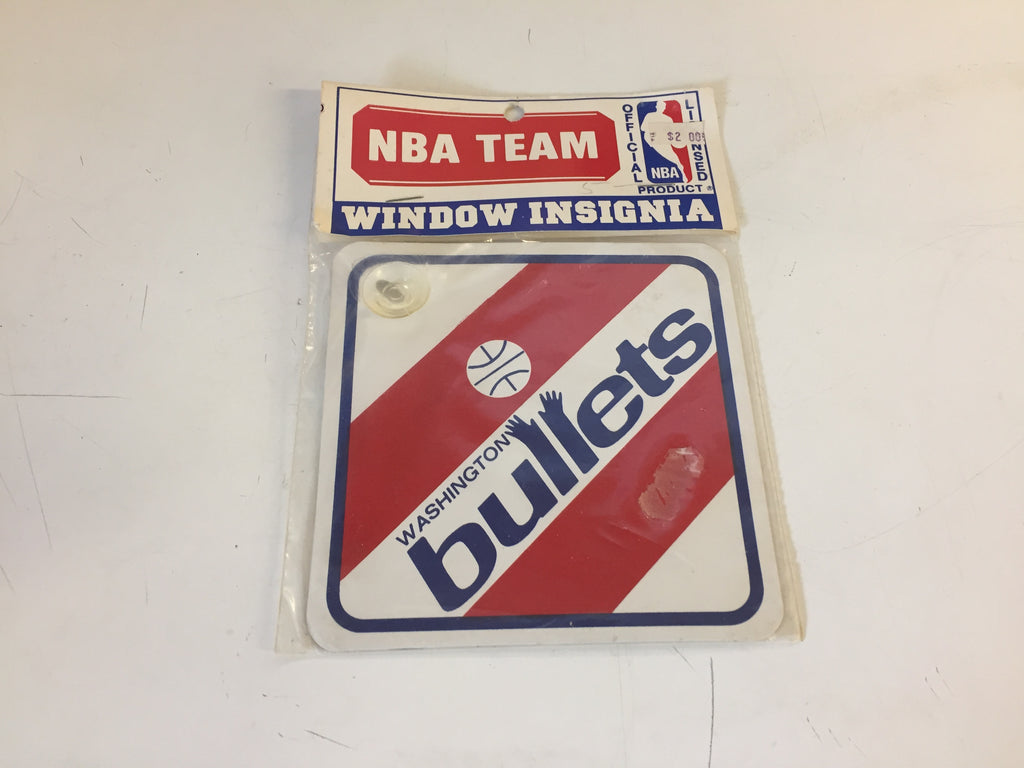 NBA TEAM
OFFICIAL
LICENSED
$2 00
NBA
PRODUCT®
WINDOW INSIGNIA
WASHINGTON
bullets